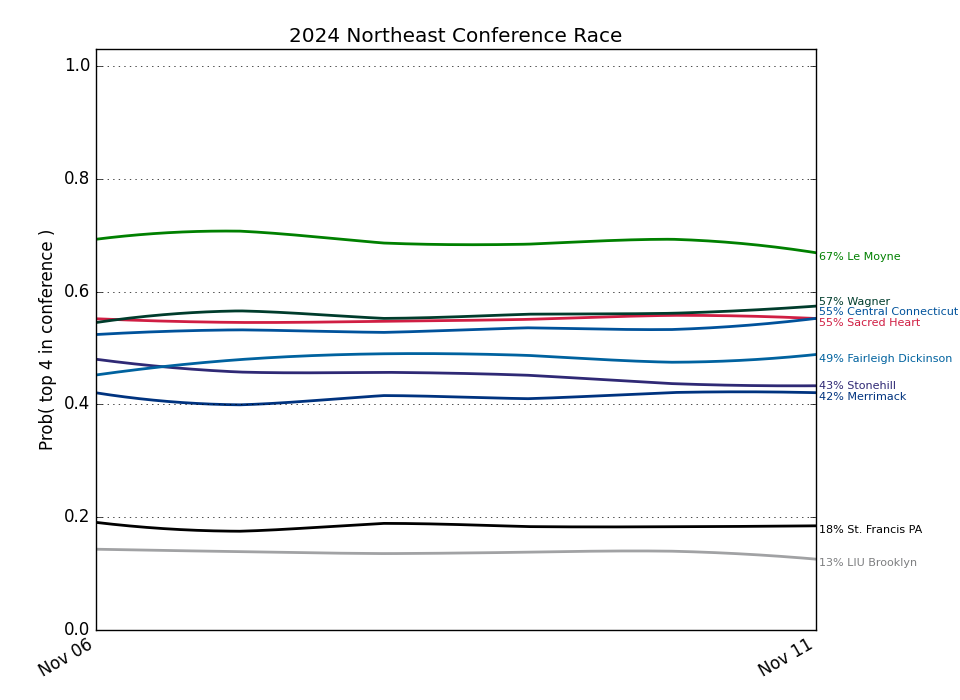 2024 Northeast Conference Race
1.0
0.8
0.6
0.4
0.2
0.0
Prob( top 4 in conference )
67% Le Moyne
57% Wagner
55% Central Connecticut
55% Sacred Heart
49% Fairleigh Dickinson
43% Stonehill
42% Merrimack
18% St. Francis PA
13% LIU Brooklyn
Nov 06
Nov 11